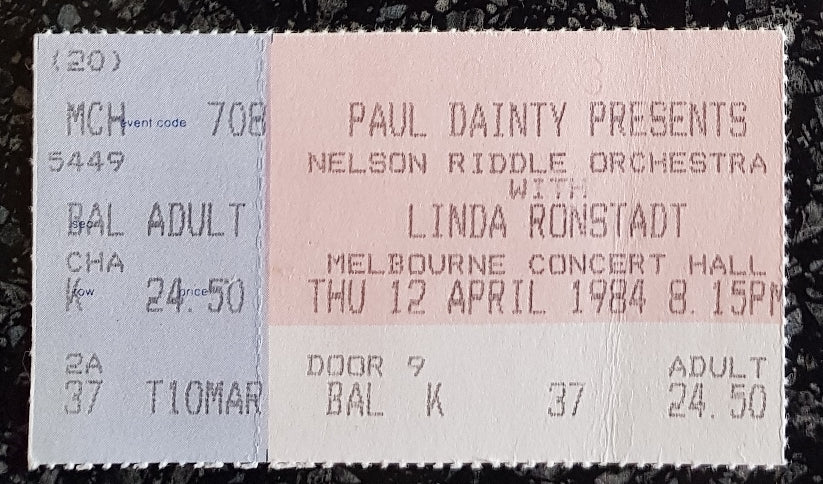 (20)
MCH event code 708
5449
BAL ADULT
CHA
K row 24.50 price
2A
37 T10MAR
PAUL DAINTY PRESENTS
NELSON RIDDLE ORCHESTRA
WITH
LINDA RONSTADT
MELBOURNE CONCERT HALL
THU 12 APRIL 1984 8.15PM
DOOR 9 ADULT
BAL K 37 24.50